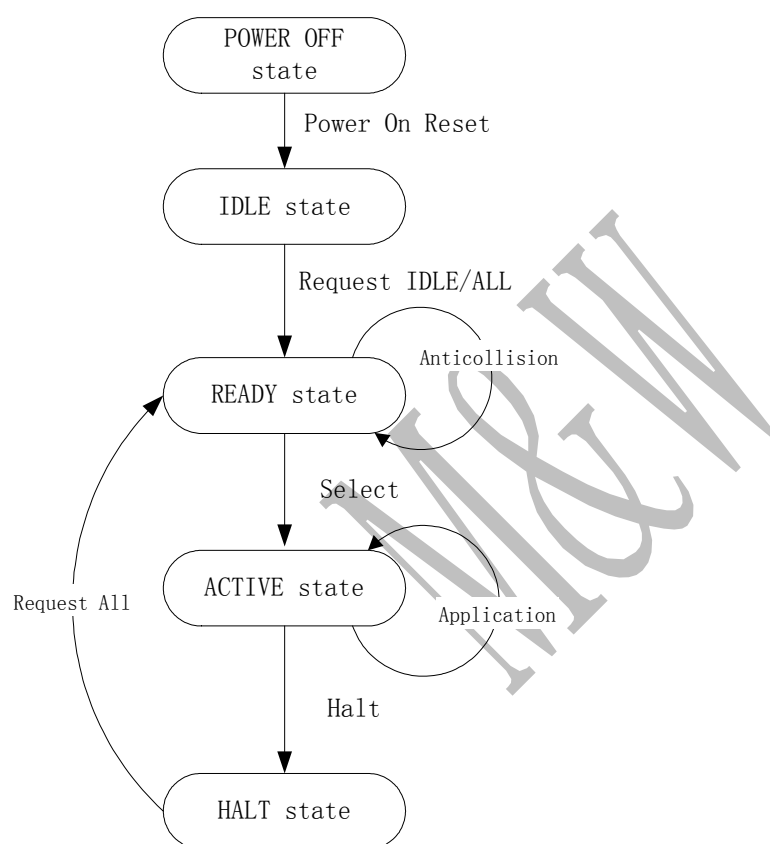 POWER OFF
state
Power On Reset
IDLE state
Request IDLE/ALL
Anticollision
READY state
Select
ACTIVE state
Request All
Application
Halt
HALT state
M&W